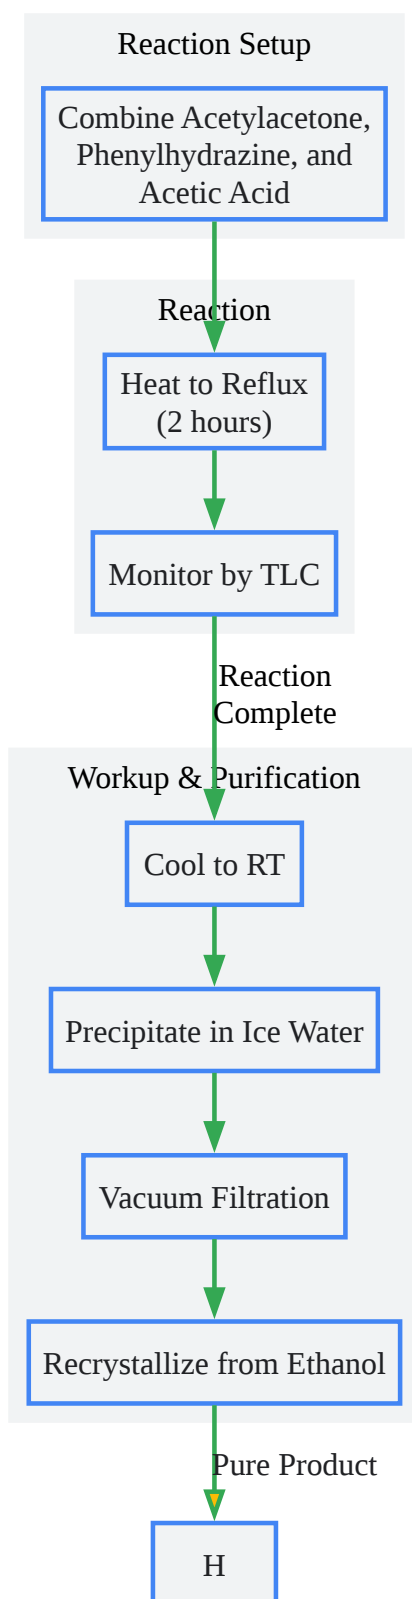 Reaction Setup
Combine Acetylacetone,
Phenylhydrazine, and
Acetic Acid
Reaction
Heat to Reflux
(2 hours)
Monitor by TLC
Reaction
Complete
Workup & Purification
Cool to RT
Precipitate in Ice Water
Vacuum Filtration
Recrystallize from Ethanol
Pure Product
H